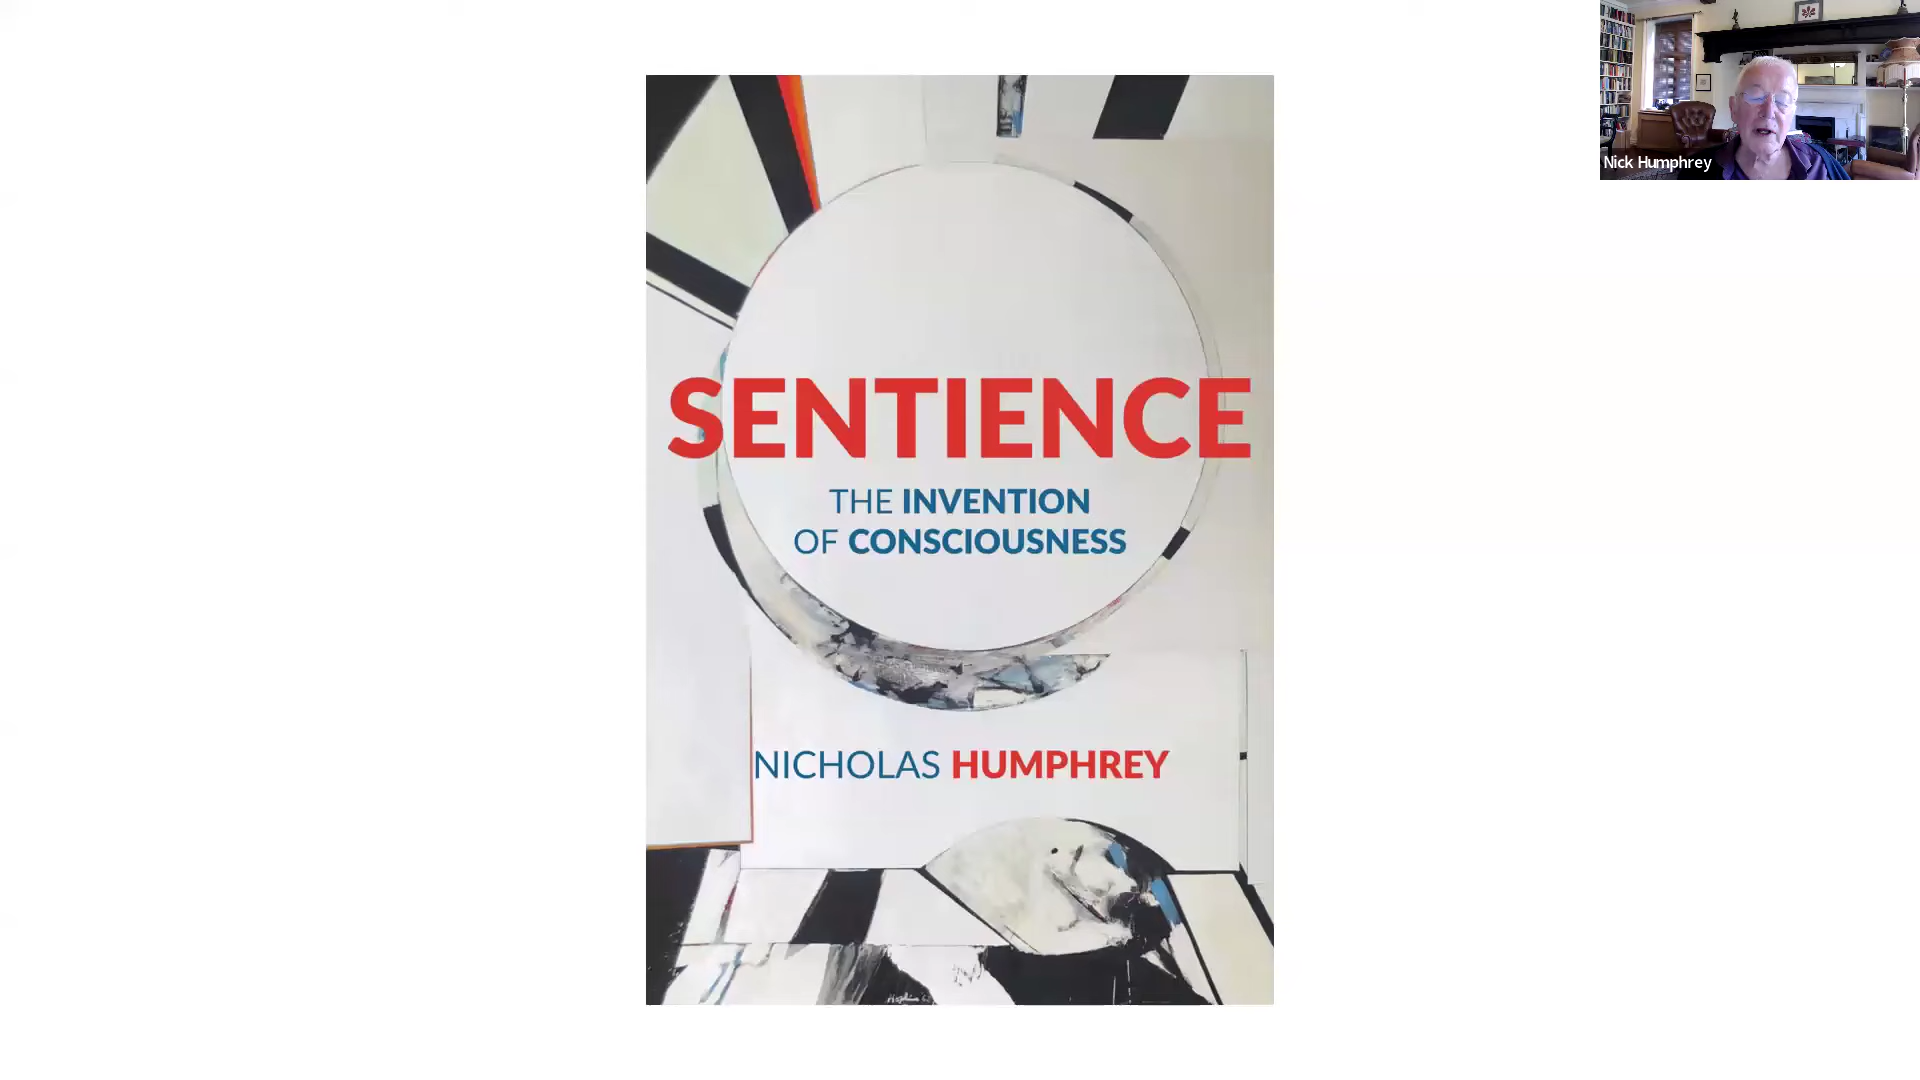 SENTIENCE
THE INVENTION
OF CONSCIOUSNESS
NICHOLAS HUMPHREY
Nick Humphrey